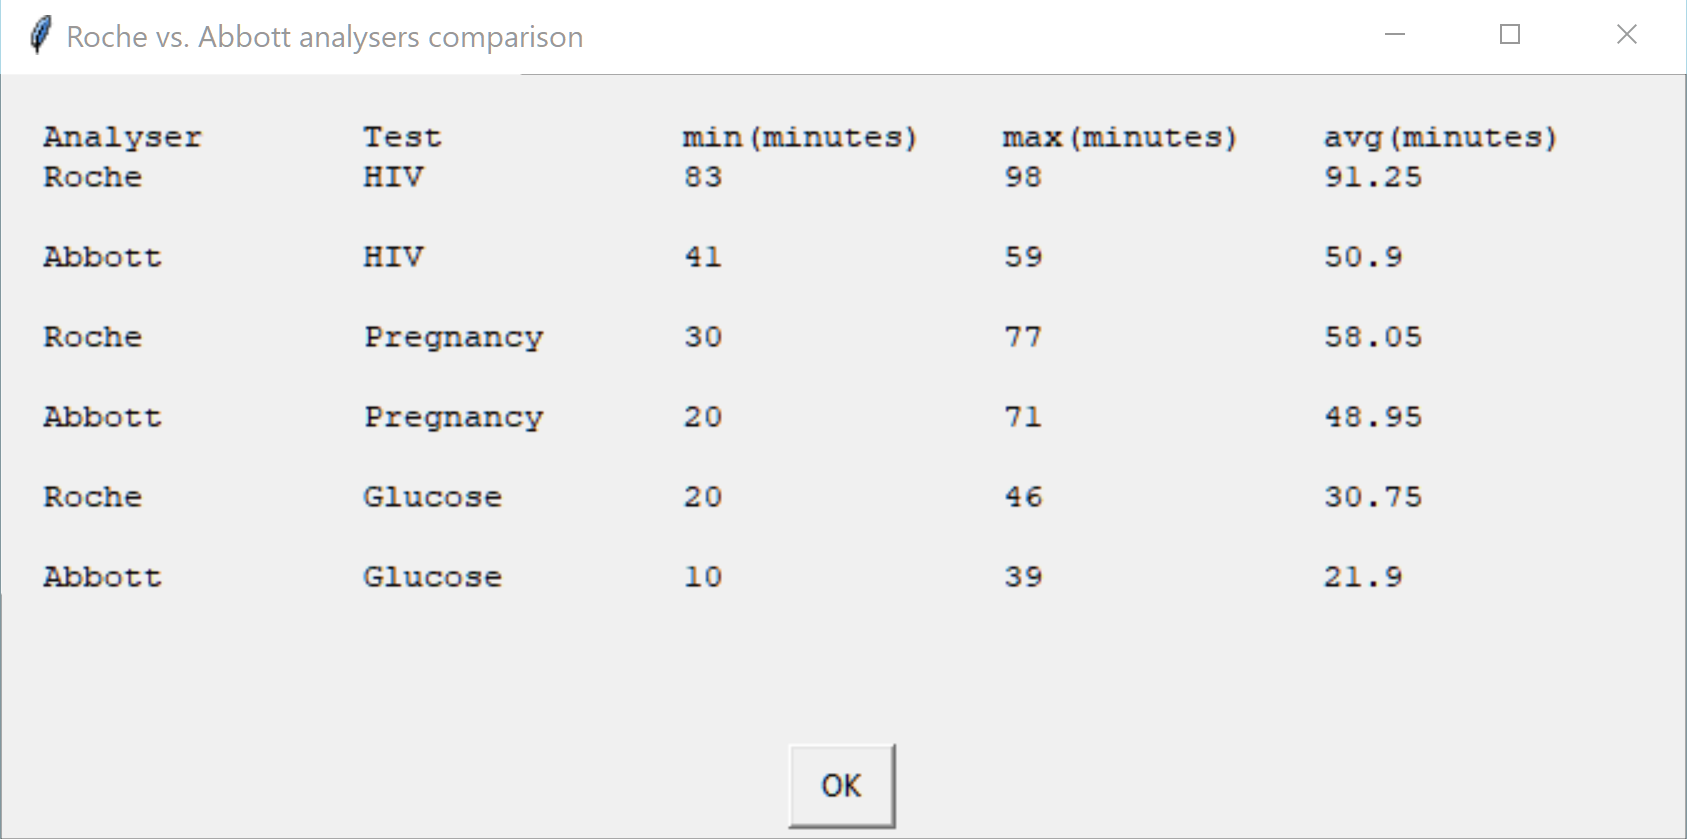 Roche vs. Abbott analysers comparison
Analyser Test min(minutes) max(minutes) avg(minutes)
Roche HIV 83 98 91.25
Abbott HIV 41 59 50.9
Roche Pregnancy 30 77 58.05
Abbott Pregnancy 20 71 48.95
Roche Glucose 20 46 30.75
Abbott Glucose 10 39 21.9
OK